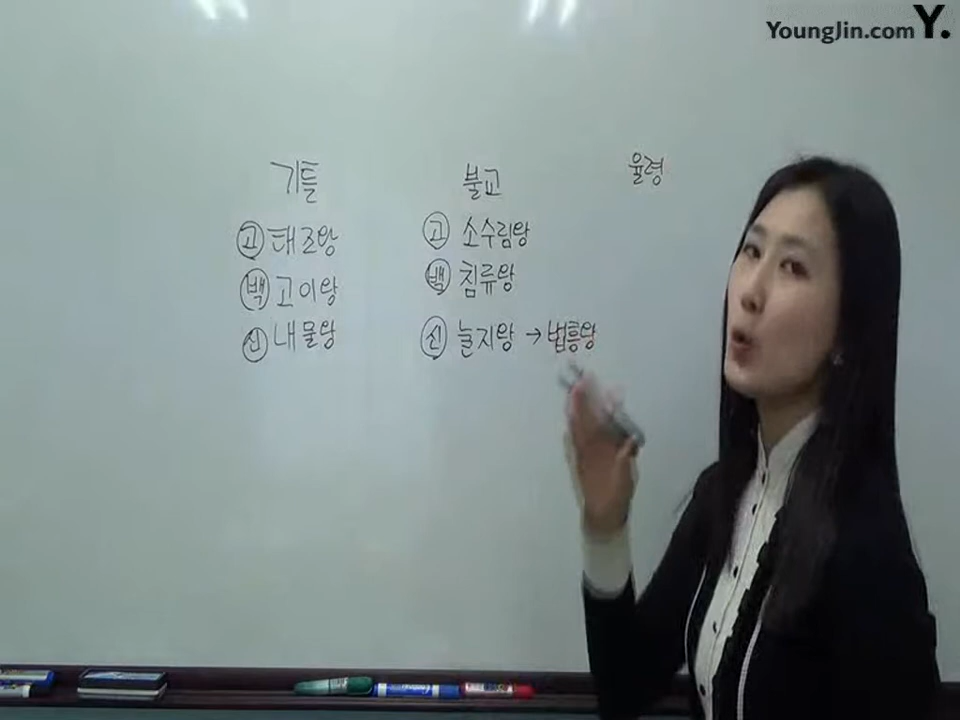 YoungJin.com Y.
기틀 불교 율령
고 태조왕 고 소수림왕
백 고이왕 백 침류왕
신 내물왕 신 눌지왕 → 법흥왕